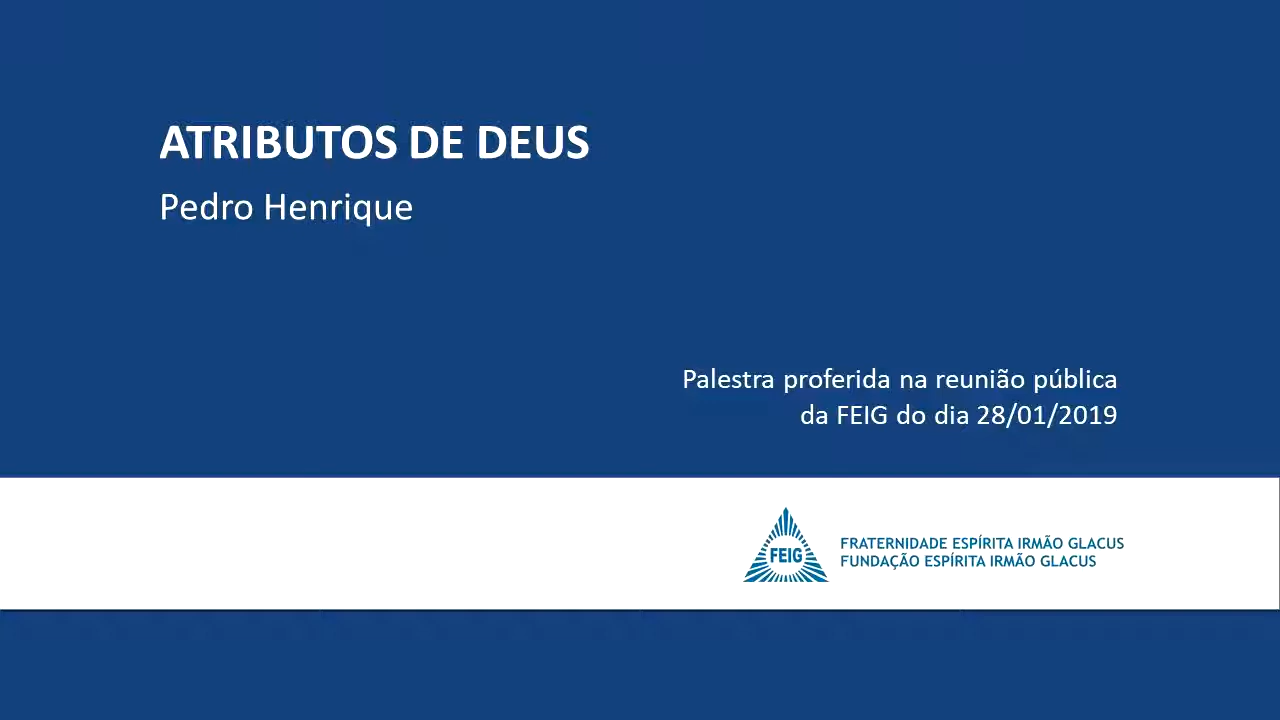 ATRIBUTOS DE DEUS
Pedro Henrique
Palestra proferida na reunião pública
da FEIG do dia 28/01/2019
FEIG
FRATERNIDADE ESPÍRITA IRMÃO GLACUS
FUNDAÇÃO ESPÍRITA IRMÃO GLACUS